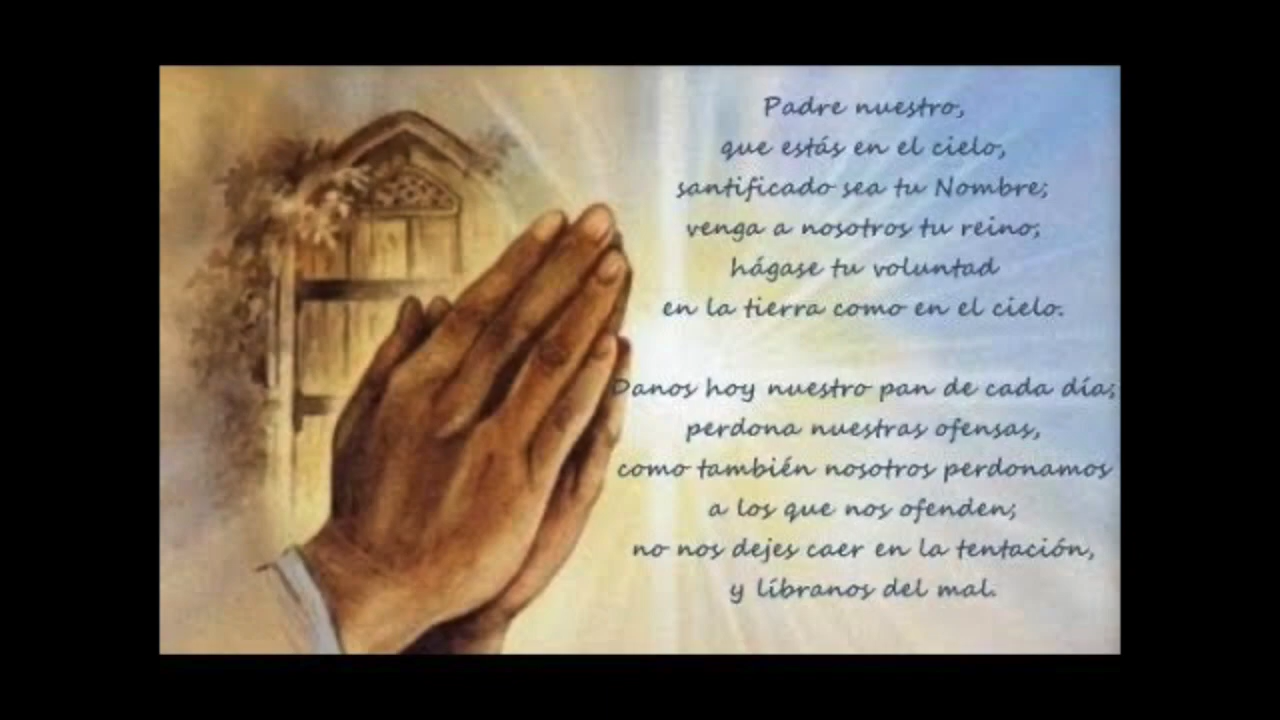 Padre nuestro,
que estás en el cielo,
santificado sea tu Nombre;
venga a nosotros tu reino;
hágase tu voluntad
en la tierra como en el cielo.
Danos hoy nuestro pan de cada día;
perdona nuestras ofensas,
como también nosotros perdonamos
a los que nos ofenden;
no nos dejes caer en la tentación,
y líbranos del mal.